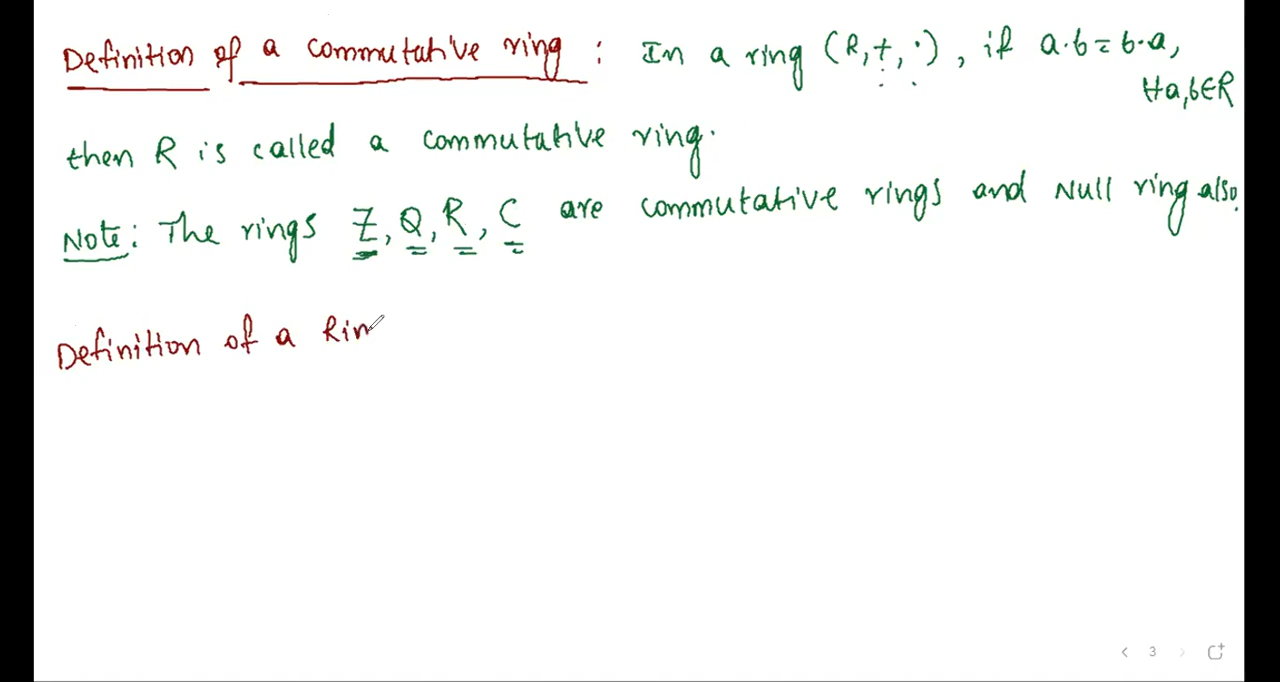 Definition of a commutative ring : In a ring (R, +, ·), if a·b = b·a,
∀a,b∈R
then R is called a commutative ring.
Note: The rings Z, Q, R, C are commutative rings and Null ring also.
Definition of a Rin
3